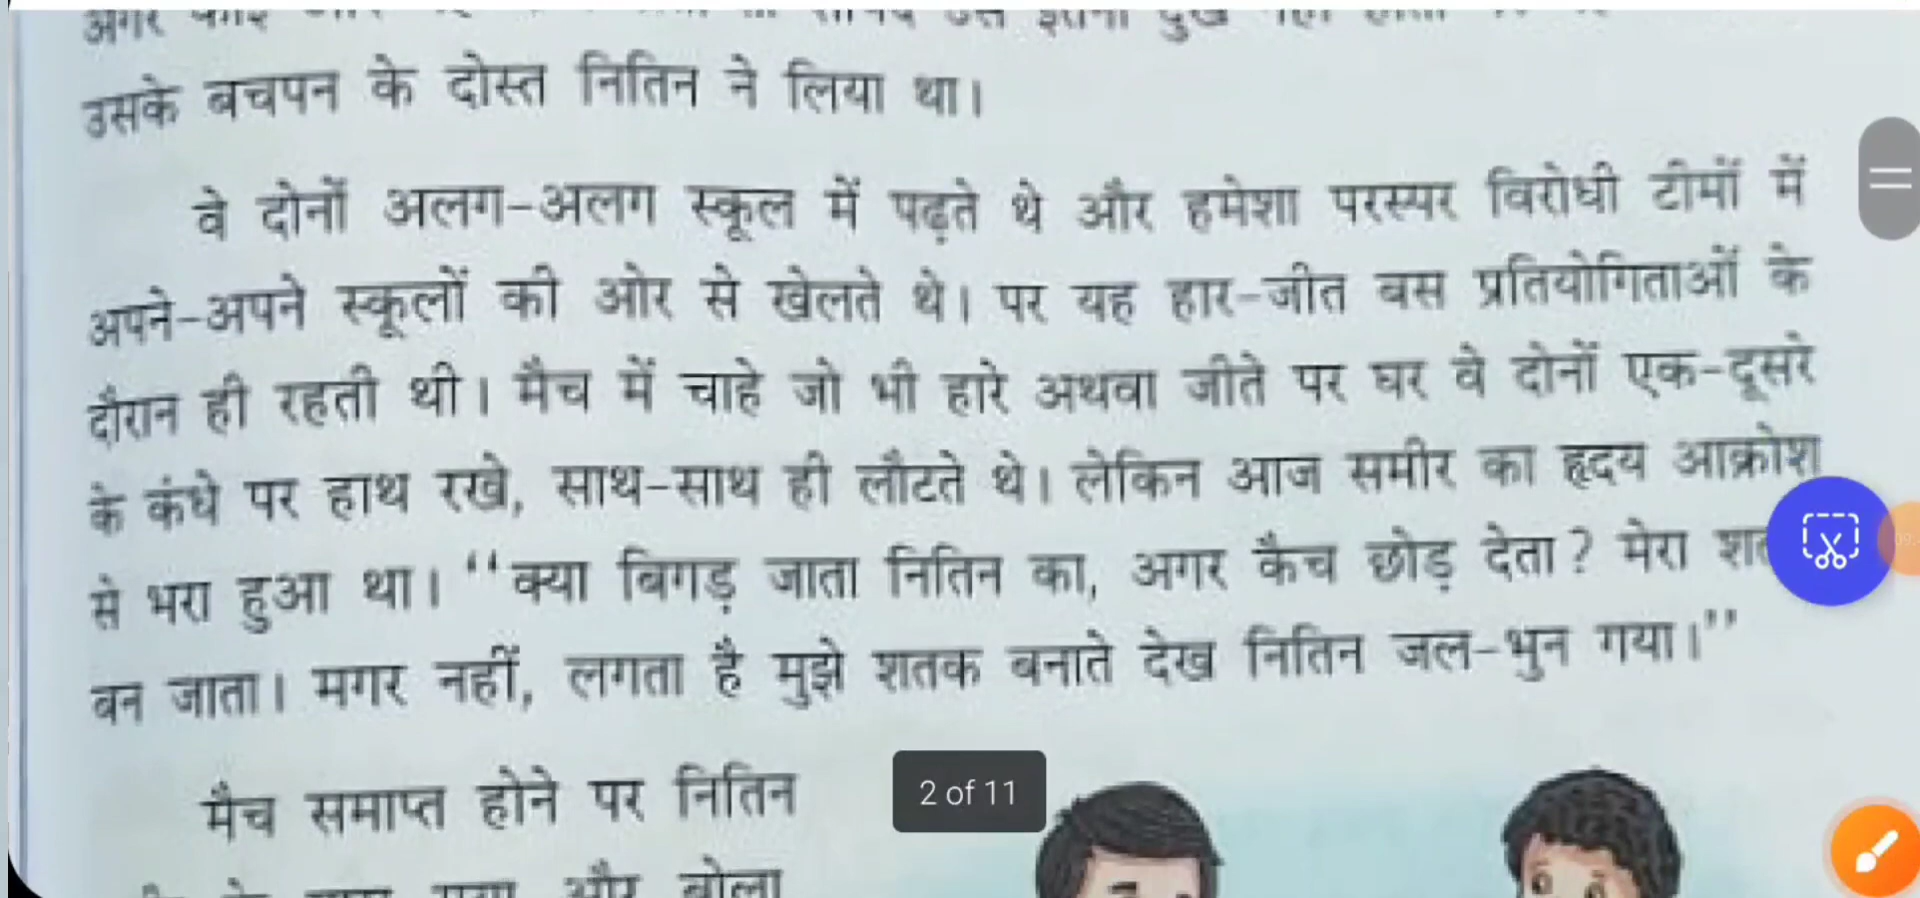 अगर
उसके बचपन के दोस्त नितिन ने लिया था।
वे दोनों अलग-अलग स्कूल में पढ़ते थे और हमेशा परस्पर विरोधी टीमों में
अपने-अपने स्कूलों की ओर से खेलते थे। पर यह हार-जीत बस प्रतियोगिताओं के
दौरान ही रहती थी। मैच में चाहे जो भी हारे अथवा जीते पर घर वे दोनों एक-दूसरे
के कंधे पर हाथ रखे, साथ-साथ ही लौटते थे। लेकिन आज समीर का हृदय आक्रोश
से भरा हुआ था। ‘‘क्या बिगड़ जाता नितिन का, अगर कैच छोड़ देता? मेरा
बन जाता। मगर नहीं, लगता है मुझे शतक बनाते देख नितिन जल-भुन गया।’’
मैच समाप्त होने पर नितिन
2 of 11
और बोला